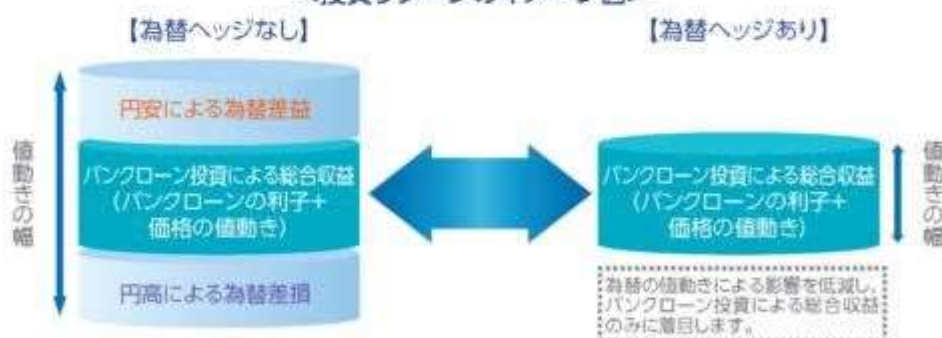 【為替ヘッジなし】
【為替ヘッジあり】
円安による為替差益
バンクローン投資による総合収益
(バンクローンの利子+
価格の値動き)
円高による為替差損
値動きの幅
バンクローン投資による総合収益
(バンクローンの利子+
価格の値動き)
値動きの幅
為替の値動きによる影響を低減し、
バンクローン投資による総合収益
のみに着目します。